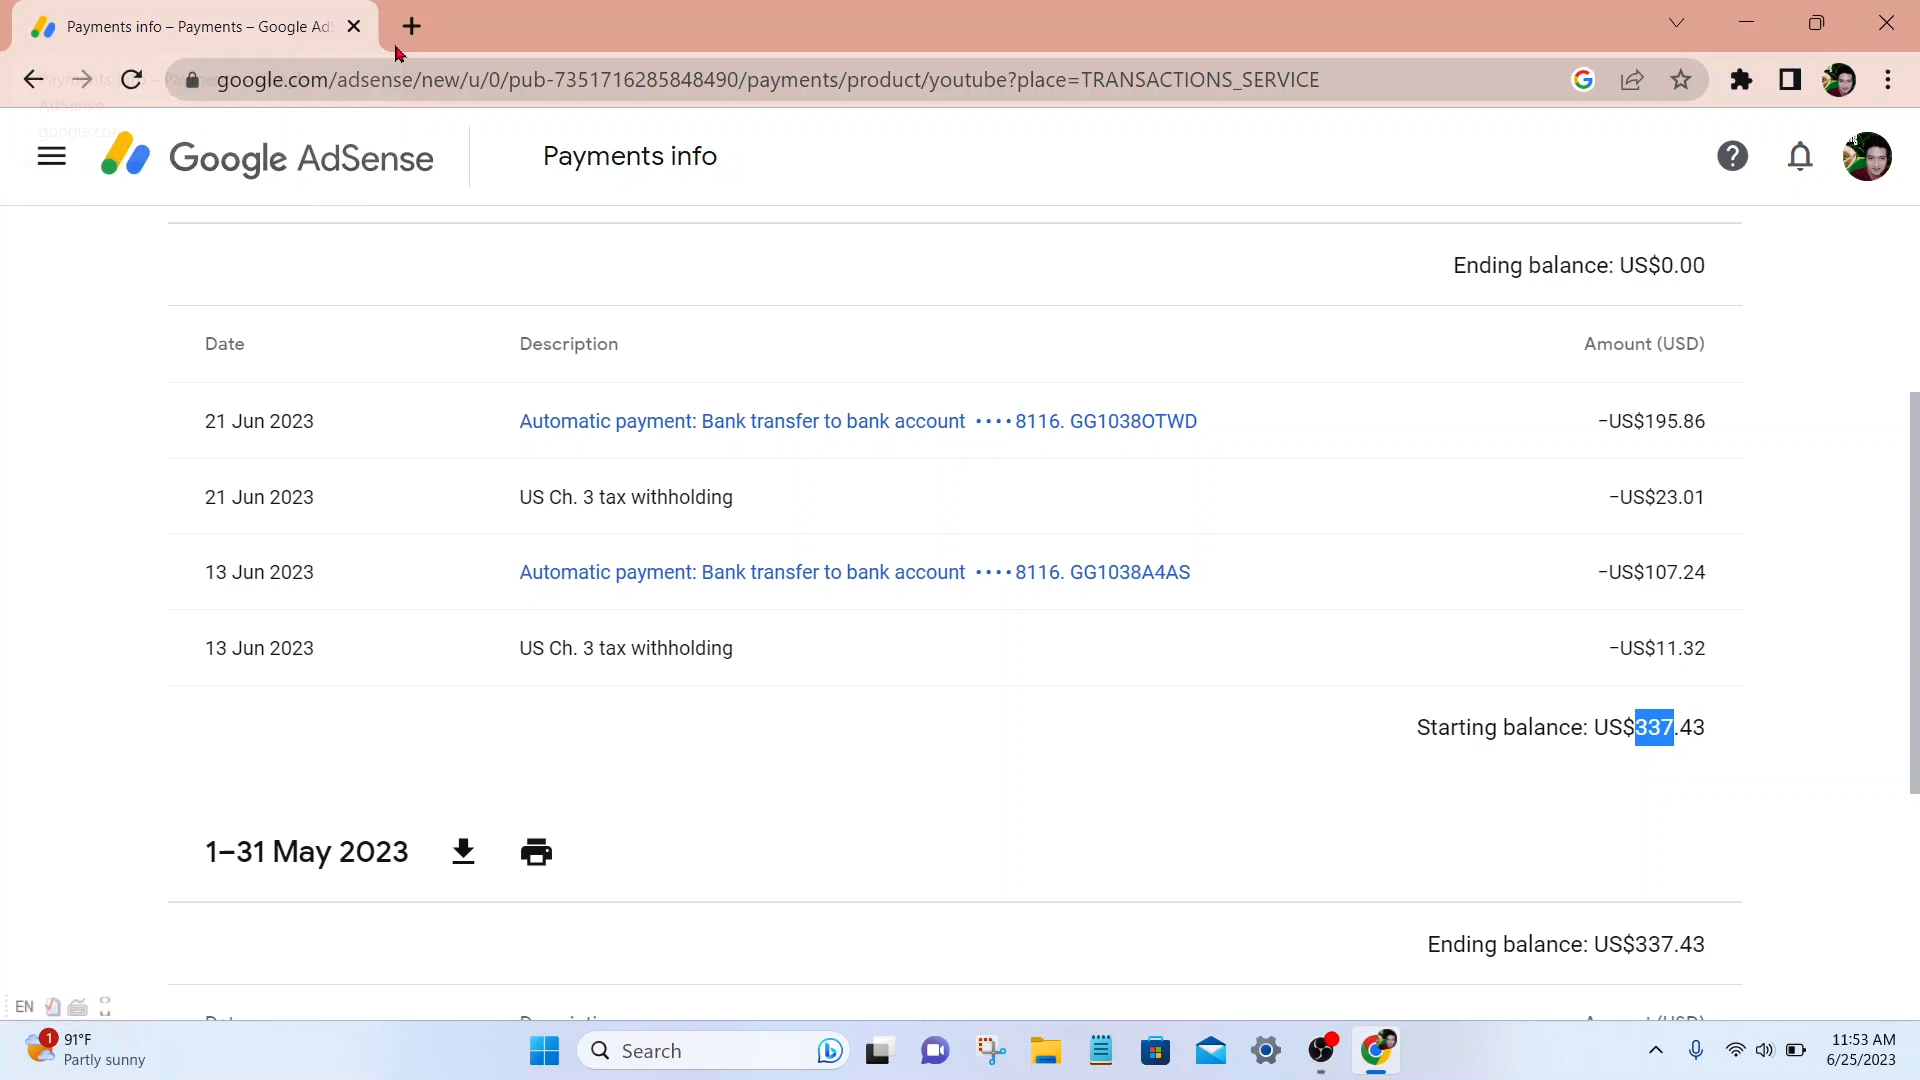 Payments info – Payments – Google Ad
google.com/adsense/new/u/0/pub-7351716285848490/payments/product/youtube?place=TRANSACTIONS_SERVICE
Google AdSense
Payments info
Ending balance: US$0.00
Date Description Amount (USD)
21 Jun 2023 Automatic payment: Bank transfer to bank account ••••8116. GG1038OTWD −US$195.86
21 Jun 2023 US Ch. 3 tax withholding −US$23.01
13 Jun 2023 Automatic payment: Bank transfer to bank account ••••8116. GG1038A4AS −US$107.24
13 Jun 2023 US Ch. 3 tax withholding −US$11.32
Starting balance: US$337.43
1–31 May 2023
Ending balance: US$337.43
EN
1
91°F
Partly sunny
Search
11:53 AM
6/25/2023